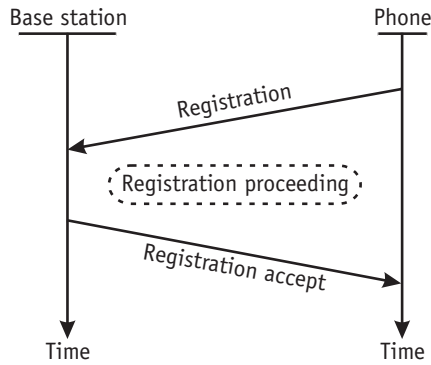 Base station
Phone
Registration
Registration proceeding
Registration accept
Time
Time